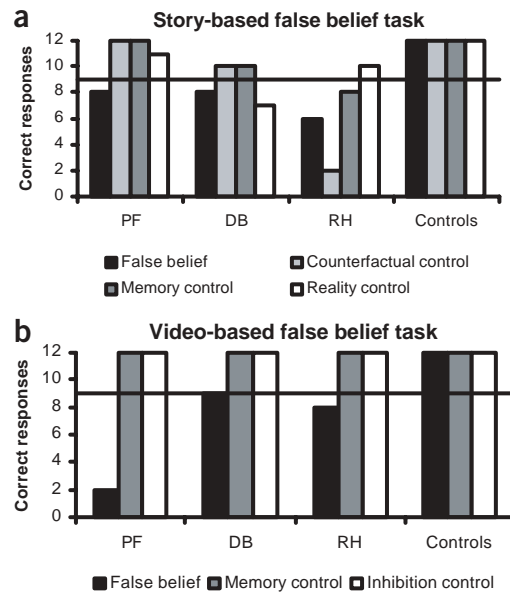 a Story-based false belief task
12
10
8
6
4
2
0
Correct responses
PF DB RH Controls
False belief Counterfactual control
Memory control Reality control
b Video-based false belief task
12
10
8
6
4
2
0
Correct responses
PF DB RH Controls
False belief Memory control Inhibition control